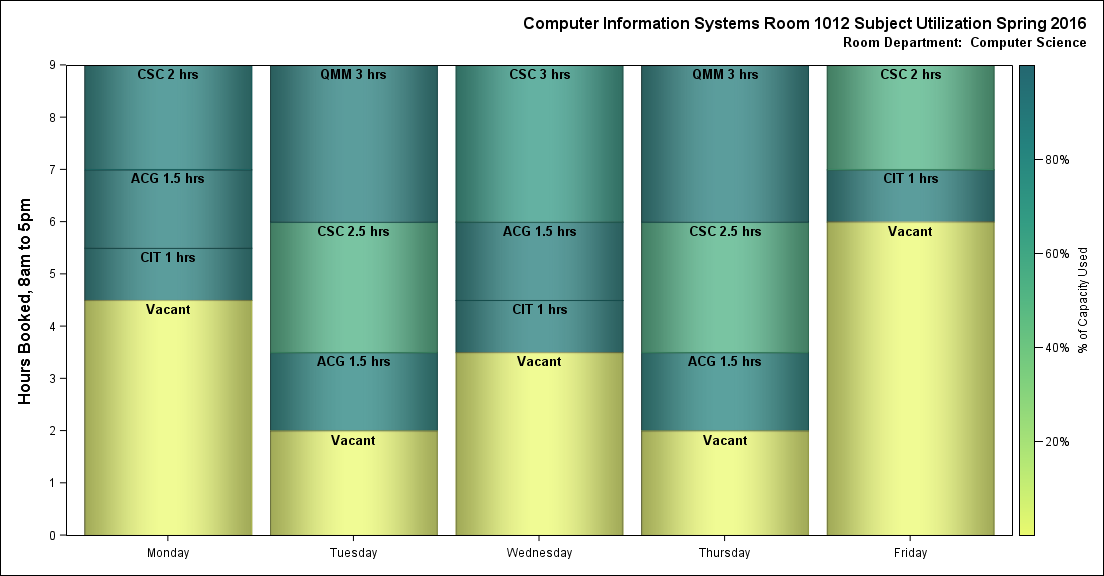 Computer Information Systems Room 1012 Subject Utilization Spring 2016
Room Department:  Computer Science
Hours Booked, 8am to 5pm
9
8
7
6
5
4
3
2
1
0
CSC 2 hrs
ACG 1.5 hrs
CIT 1 hrs
Vacant
QMM 3 hrs
CSC 2.5 hrs
ACG 1.5 hrs
Vacant
CSC 3 hrs
ACG 1.5 hrs
CIT 1 hrs
Vacant
QMM 3 hrs
CSC 2.5 hrs
ACG 1.5 hrs
Vacant
CSC 2 hrs
CIT 1 hrs
Vacant
Monday
Tuesday
Wednesday
Thursday
Friday
80%
60%
40%
20%
% of Capacity Used